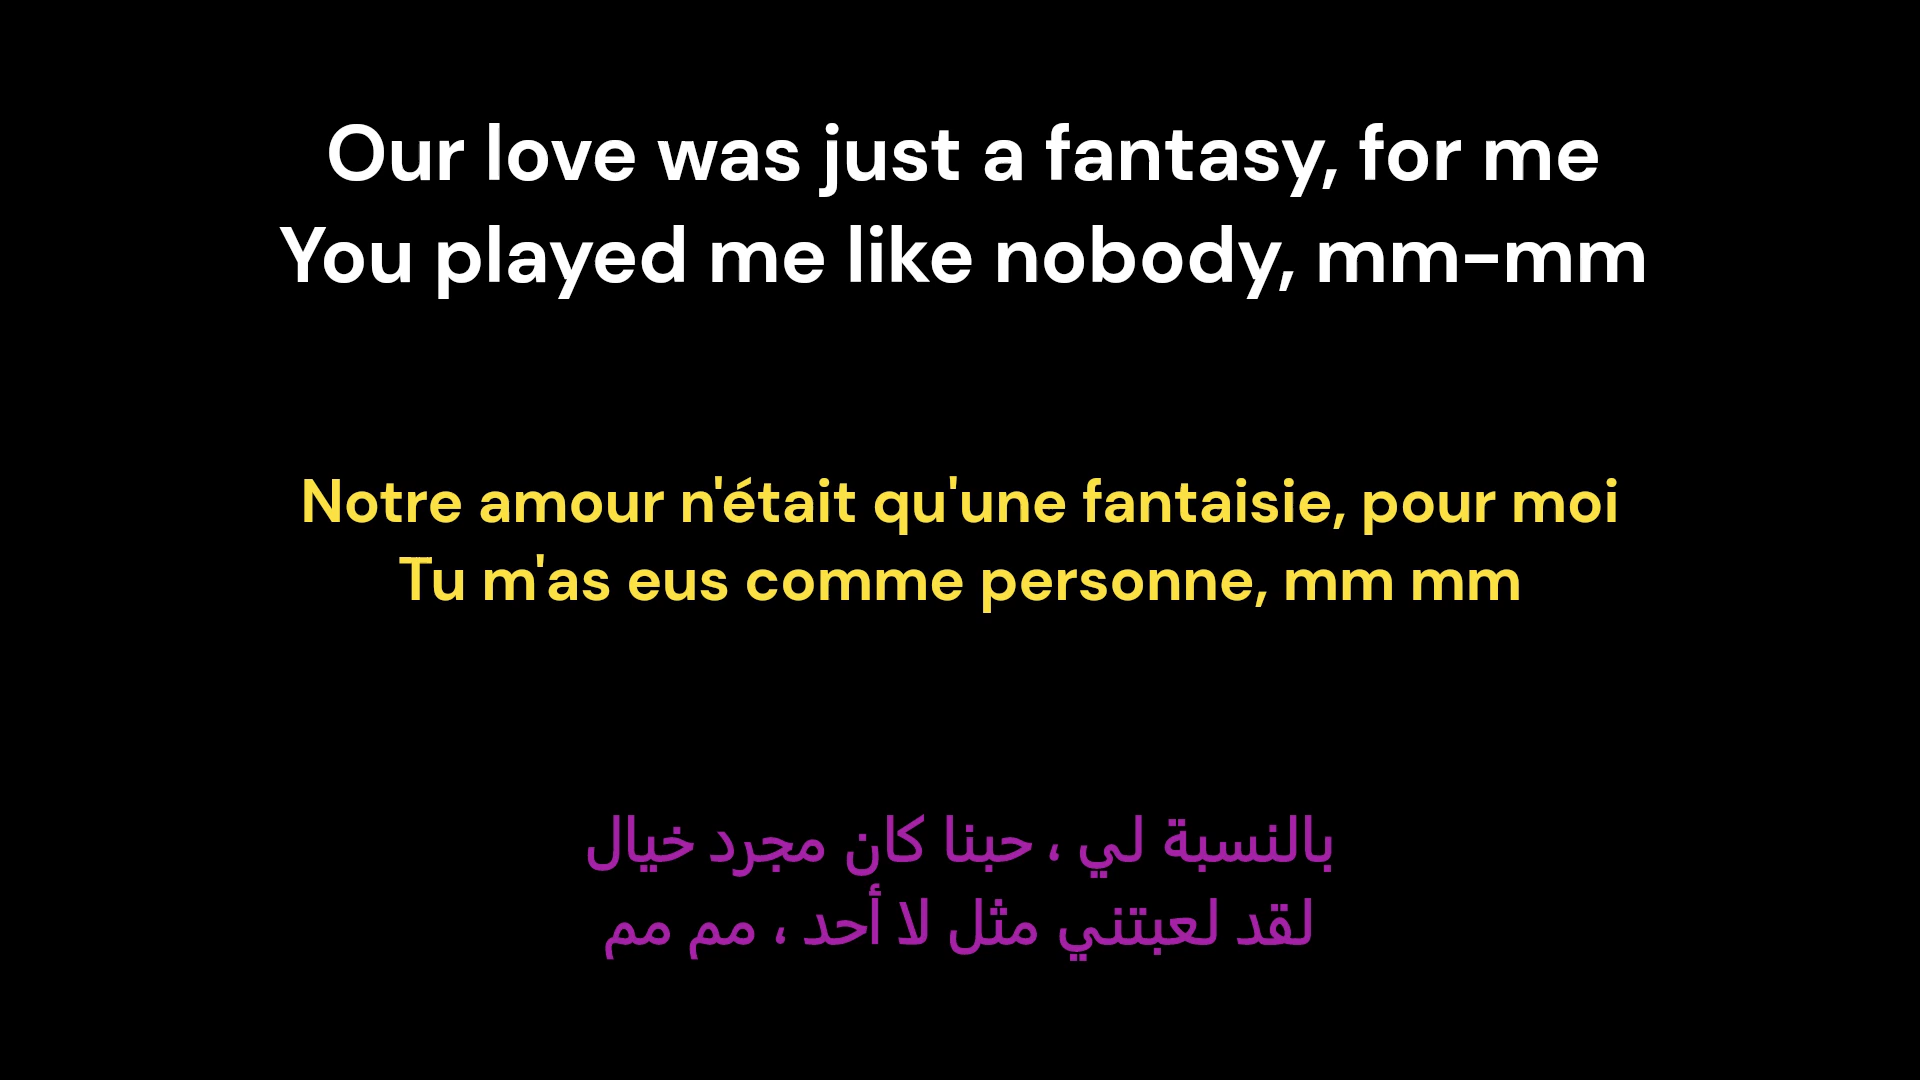 Our love was just a fantasy, for me
You played me like nobody, mm-mm
Notre amour n'était qu'une fantaisie, pour moi
Tu m'as eus comme personne, mm mm
بالنسبة لي ، حبنا كان مجرد خيال
لقد لعبتني مثل لا أحد ، مم مم